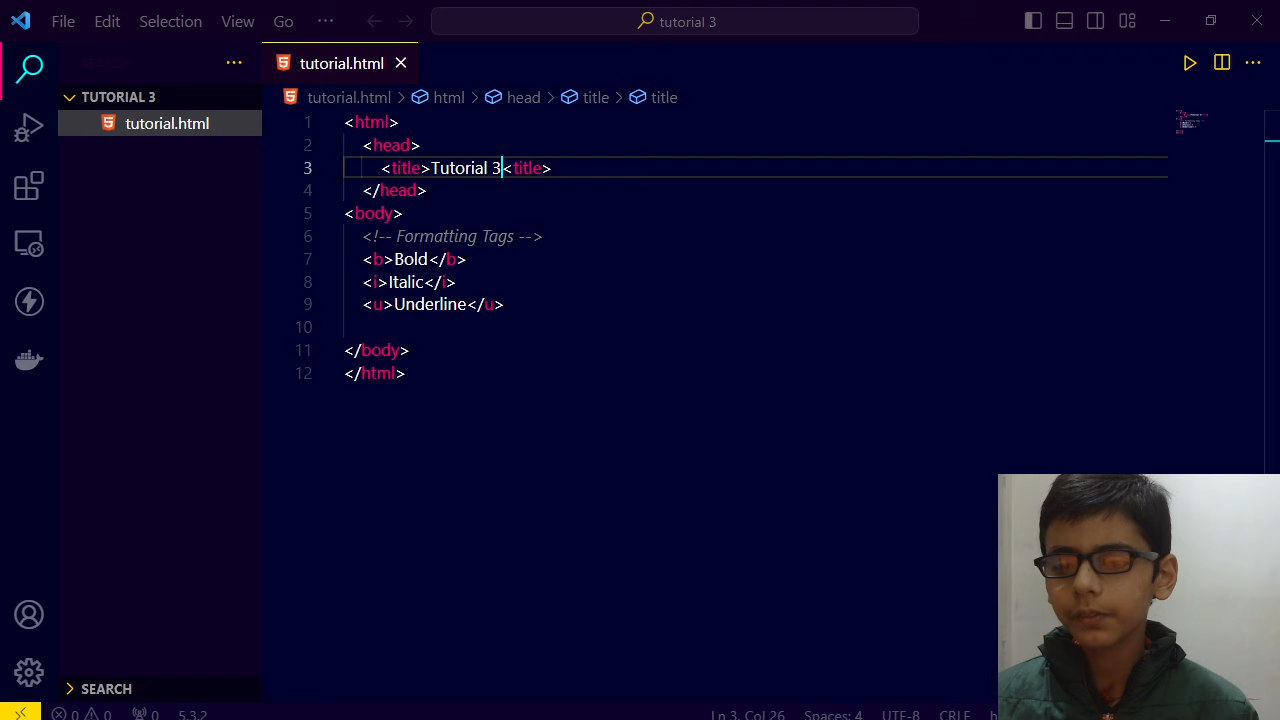 File Edit Selection View Go ··· tutorial 3
SEARCH ··· tutorial.html
TUTORIAL 3
tutorial.html
tutorial.html > html > head > title > title
1 <html>
2 <head>
3 <title>Tutorial 3<title>
4 </head>
5 <body>
6 <!-- Formatting Tags -->
7 <b>Bold</b>
8 <i>Italic</i>
9 <u>Underline</u>
10
11 </body>
12 </html>
SEARCH
0 0 0 5.3.2 Ln 3, Col 26 Spaces: 4 UTF-8 CRLF